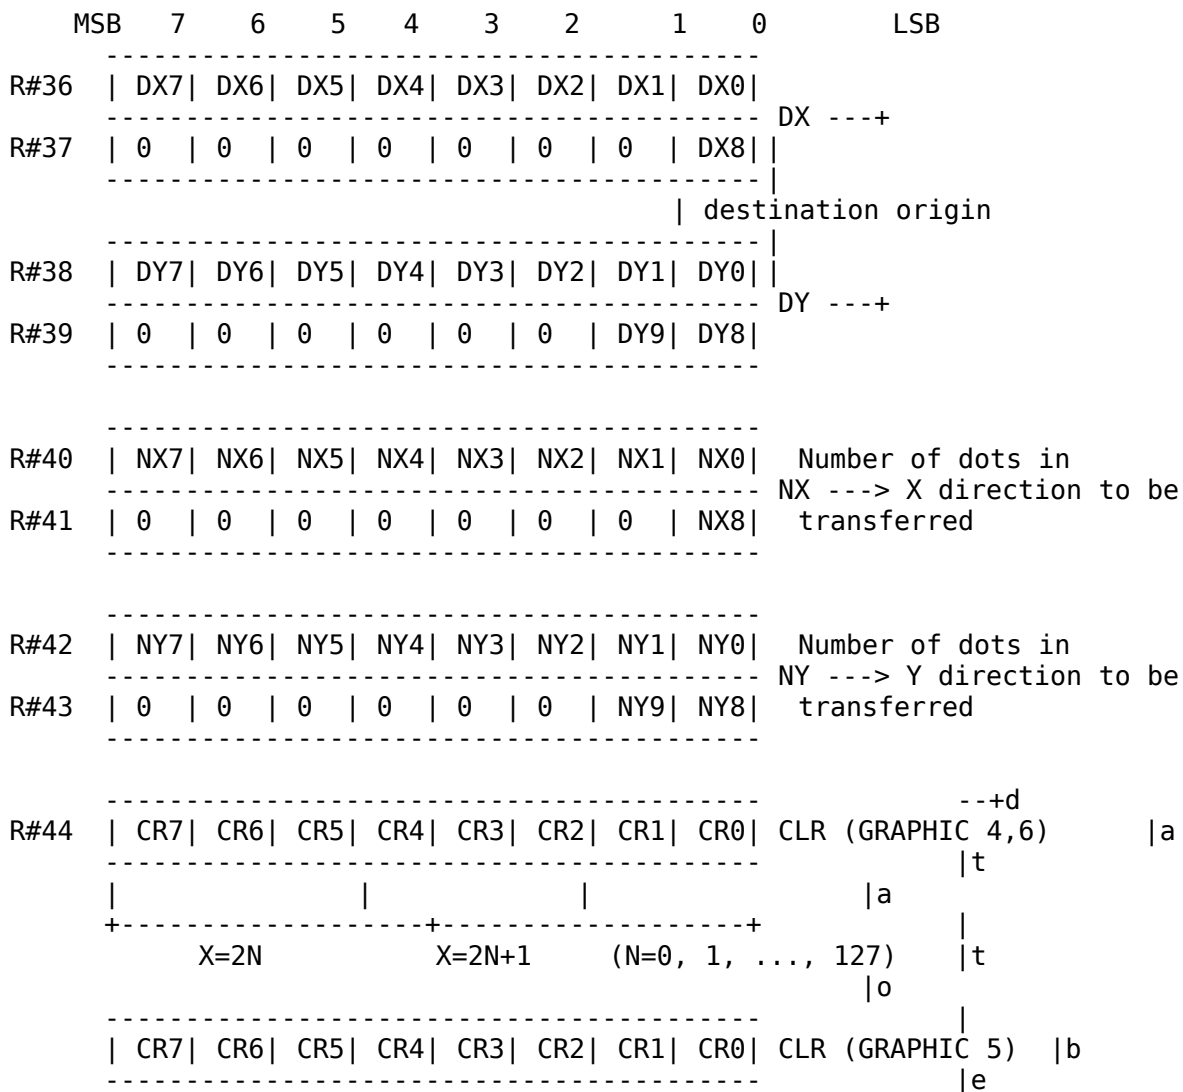 MSB   7    6    5    4    3    2      1    0        LSB
      -----------------------------------------
R#36  | DX7| DX6| DX5| DX4| DX3| DX2| DX1| DX0|
      ----------------------------------------- DX ---+
R#37  | 0  | 0  | 0  | 0  | 0  | 0  | 0  | DX8||
      -----------------------------------------|
                                          | destination origin
      -----------------------------------------|
R#38  | DY7| DY6| DY5| DY4| DY3| DY2| DY1| DY0||
      ----------------------------------------- DY ---+
R#39  | 0  | 0  | 0  | 0  | 0  | 0  | DY9| DY8|
      -----------------------------------------

      -----------------------------------------
R#40  | NX7| NX6| NX5| NX4| NX3| NX2| NX1| NX0|  Number of dots in
      ----------------------------------------- NX ---> X direction to be
R#41  | 0  | 0  | 0  | 0  | 0  | 0  | 0  | NX8|  transferred
      -----------------------------------------

      -----------------------------------------
R#42  | NY7| NY6| NY5| NY4| NY3| NY2| NY1| NY0|  Number of dots in
      ----------------------------------------- NY ---> Y direction to be
R#43  | 0  | 0  | 0  | 0  | 0  | 0  | NY9| NY8|  transferred
      -----------------------------------------

      -----------------------------------------            --+d
R#44  | CR7| CR6| CR5| CR4| CR3| CR2| CR1| CR0| CLR (GRAPHIC 4,6)      |a
      -----------------------------------------            |t
      |               |             |                 |a
      +-------------------+-------------------+            |
            X=2N           X=2N+1     (N=0, 1, ..., 127)   |t
                                                      |o
      -----------------------------------------            |
      | CR7| CR6| CR5| CR4| CR3| CR2| CR1| CR0| CLR (GRAPHIC 5)  |b
      -----------------------------------------            |e